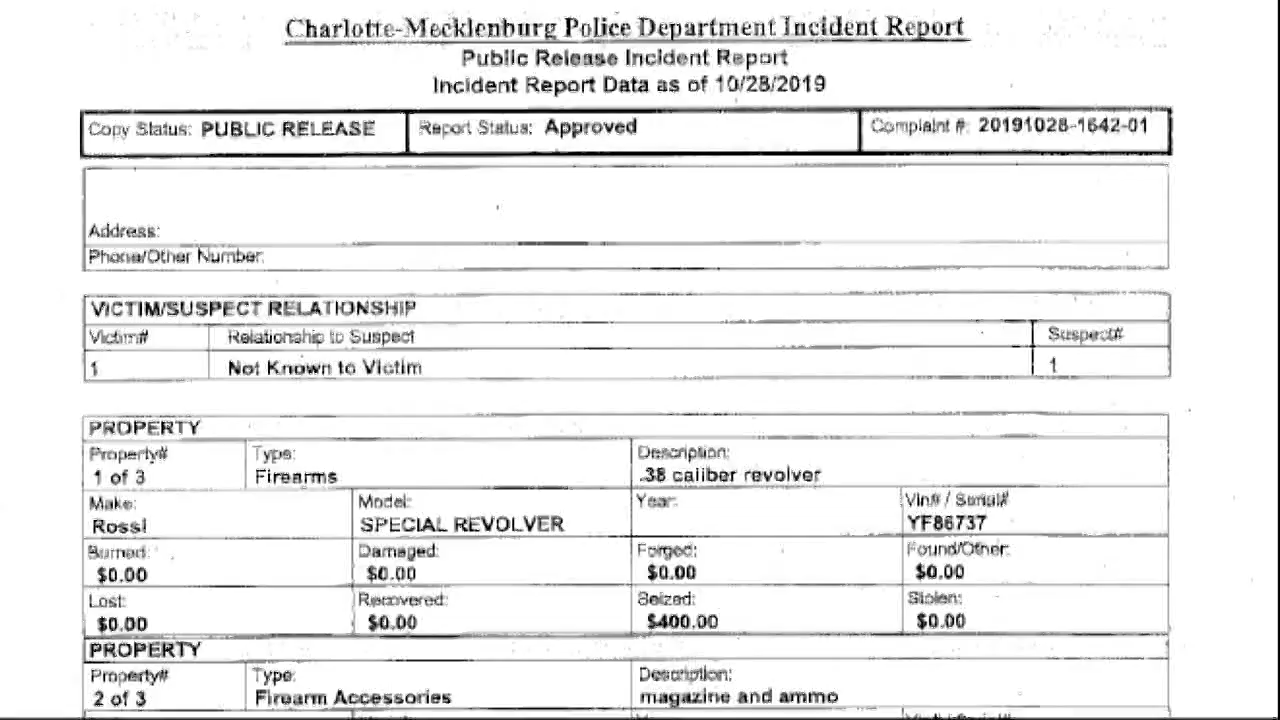 Charlotte-Mecklenburg Police Department Incident Report
Public Release Incident Report
Incident Report Data as of 10/28/2019
Copy Status: PUBLIC RELEASE Report Status: Approved Complaint #: 20191028-1642-01
Address:
Phone/Other Number:
VICTIM/SUSPECT RELATIONSHIP
Victim# Relationship to Suspect Suspect#
1 Not Known to Victim 1
PROPERTY
Property# Type: Description:
1 of 3 Firearms .38 caliber revolver
Make: Model: Year: Vin# / Serial#
Rossi SPECIAL REVOLVER YF86737
Burned: Damaged: Forged: Found/Other:
$0.00 $0.00 $0.00 $0.00
Lost: Recovered: Seized: Stolen:
$0.00 $0.00 $400.00 $0.00
PROPERTY
Property# Type: Description:
2 of 3 Firearm Accessories magazine and ammo